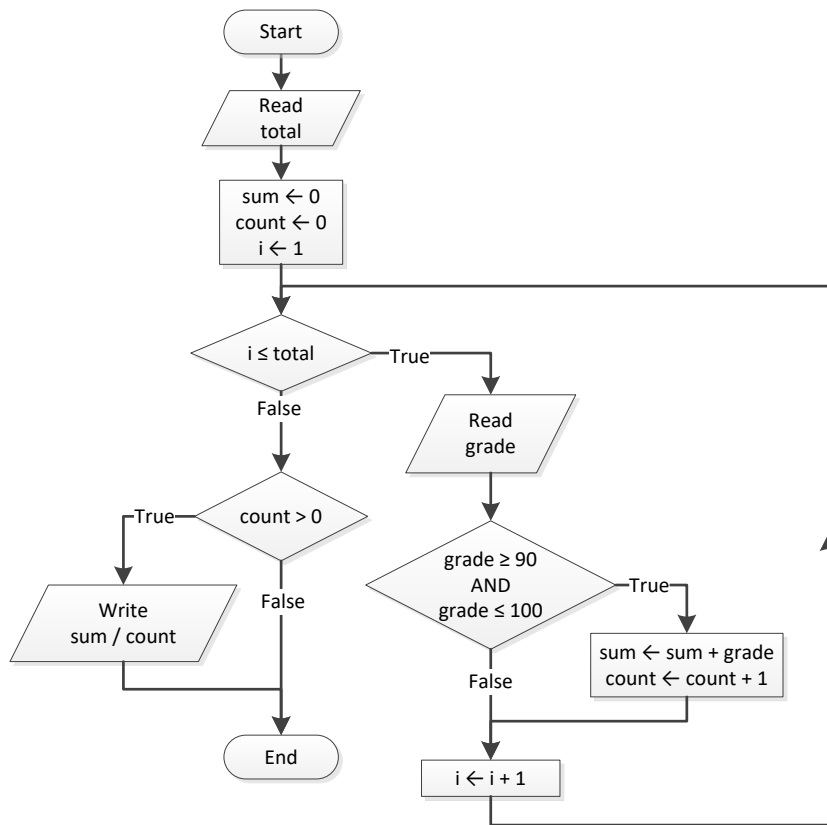 Start
Read
total
sum ← 0
count ← 0
i ← 1
i ≤ total
True
False
Read
grade
count > 0
True
False
Write
sum / count
grade ≥ 90
AND
grade ≤ 100
True
False
sum ← sum + grade
count ← count + 1
End
i ← i + 1